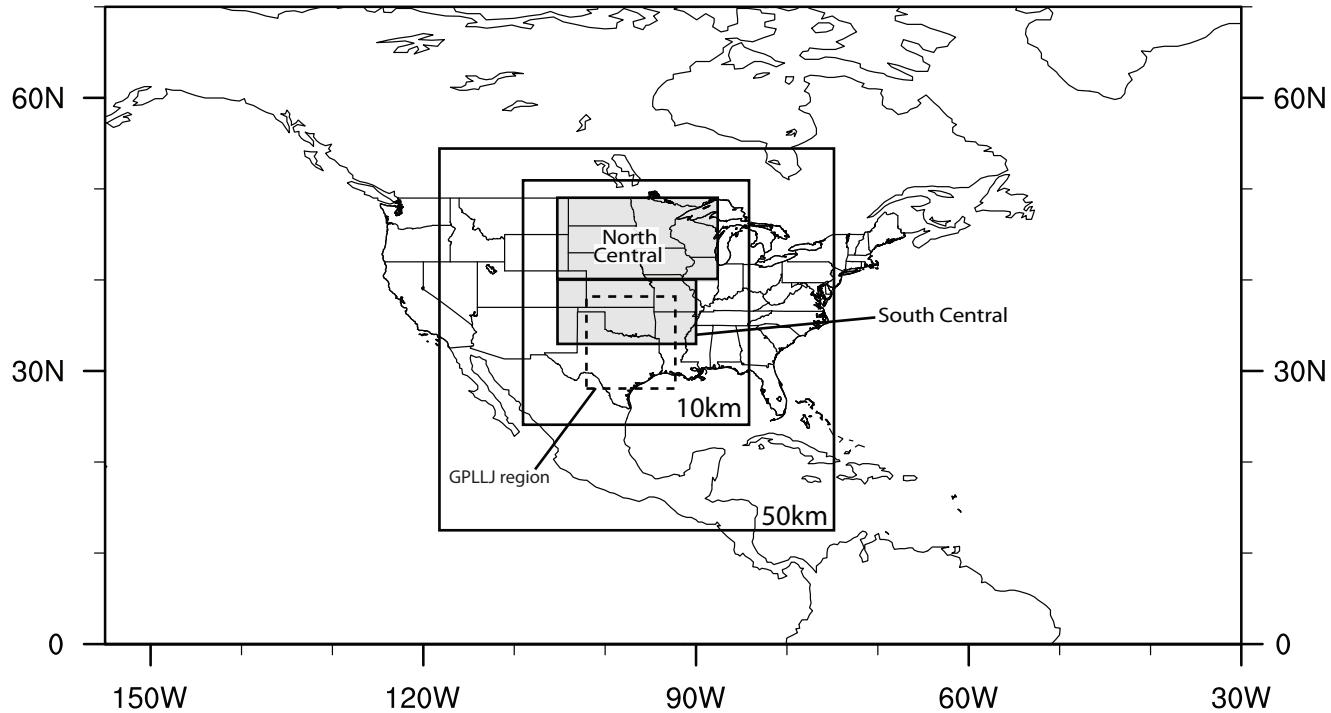 60N
60N
North
Central
South Central
30N
30N
10km
GPLLJ region
50km
0
0
150W
120W
90W
60W
30W